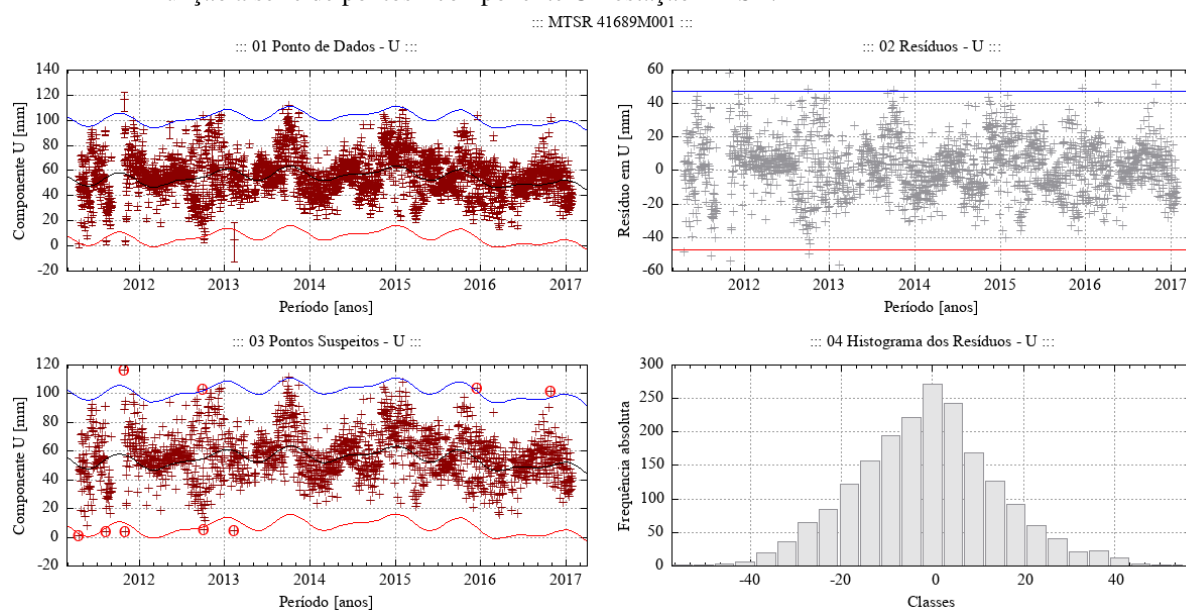 ::: MTSR 41689M001 :::
::: 01 Ponto de Dados - U :::
Componente U [mm]
140
120
100
80
60
40
20
0
-20
2012 2013 2014 2015 2016 2017
Período [anos]
::: 02 Resíduos - U :::
Resíduo em U [mm]
60
40
20
0
-20
-40
-60
2012 2013 2014 2015 2016 2017
Período [anos]
::: 03 Pontos Suspeitos - U :::
Componente U [mm]
120
100
80
60
40
20
0
-20
2012 2013 2014 2015 2016 2017
Período [anos]
::: 04 Histograma dos Resíduos - U :::
Frequência absoluta
300
250
200
150
100
50
0
-40 -20 0 20 40
Classes